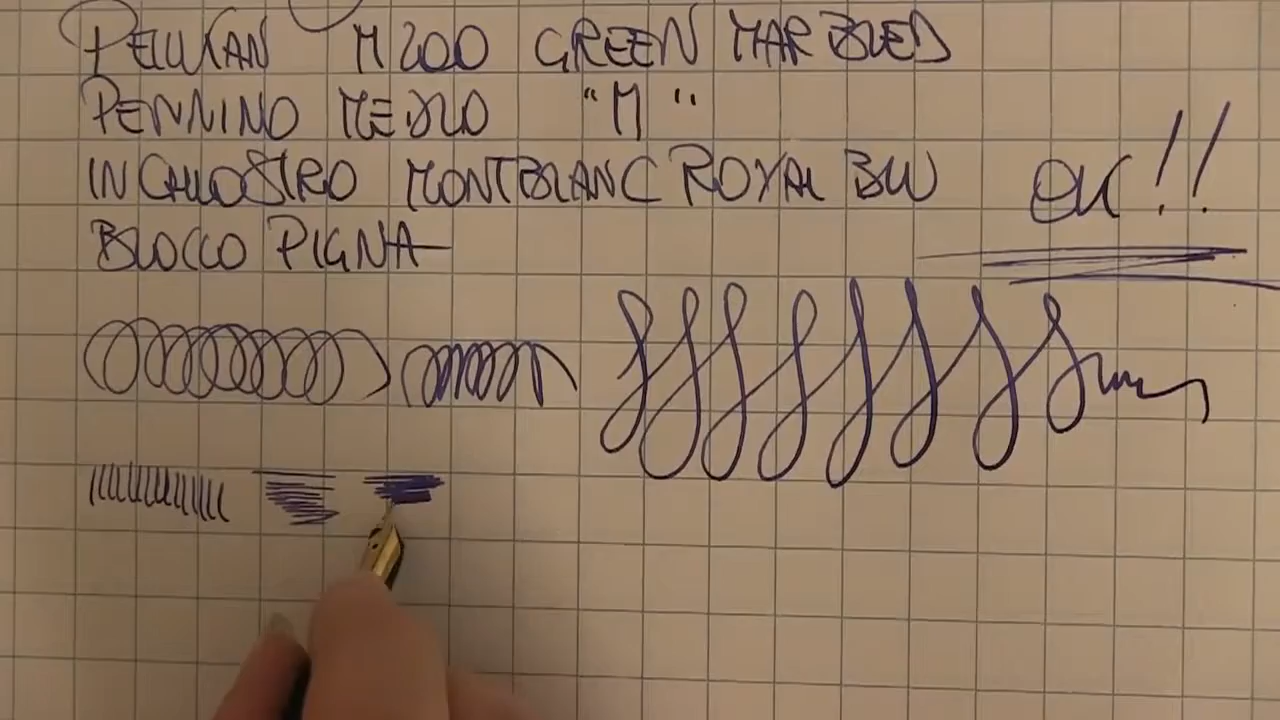 PELIKAN M200 GREEN MARBLED
PENNINO MEDIO "M"
INCHIOSTRO MONTBLANC ROYAL BLU
OK!!
BLOCCO PIGNA